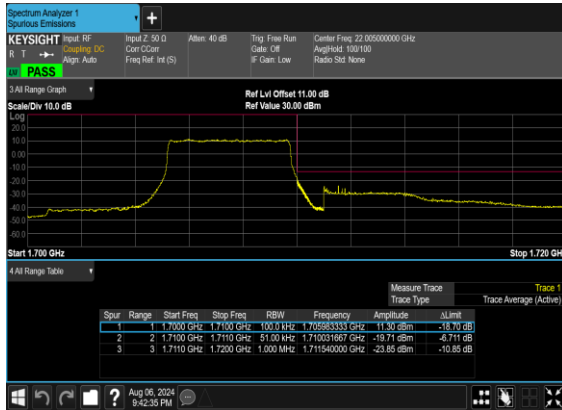 Spectrum Analyzer 1
Spurious Emissions
KEYSIGHT Input: RF Input Z: 50 Ω Atten: 40 dB Trig: Free Run Center Freq: 22.005000000 GHz
R T Coupling: DC Corr CCorr Gate: Off Avg|Hold: 100/100
Align: Auto Freq Ref: Int (S) IF Gain: Low Radio Std: None
LW PASS
3 All Range Graph
Ref Lvl Offset 11.00 dB
Scale/Div 10.0 dB Ref Value 30.00 dBm
Log
20.0
10.0
0.00
-10.0
-20.0
-30.0
-40.0
-50.0
-60.0
Start 1.700 GHz Stop 1.720 GH
4 All Range Table
Measure Trace Trace 1
Trace Type Trace Average (Active)
Spur Range Start Freq Stop Freq RBW Frequency Amplitude ΔLimit
1 1 1.7000 GHz 1.7100 GHz 100.0 kHz 1.705983333 GHz 11.30 dBm -18.70 dB
2 2 1.7100 GHz 1.7110 GHz 51.00 kHz 1.710031667 GHz -19.71 dBm -6.711 dB
3 3 1.7110 GHz 1.7200 GHz 1.000 MHz 1.711540000 GHz -23.85 dBm -10.85 dB
? Aug 06, 2024
9:42:35 PM